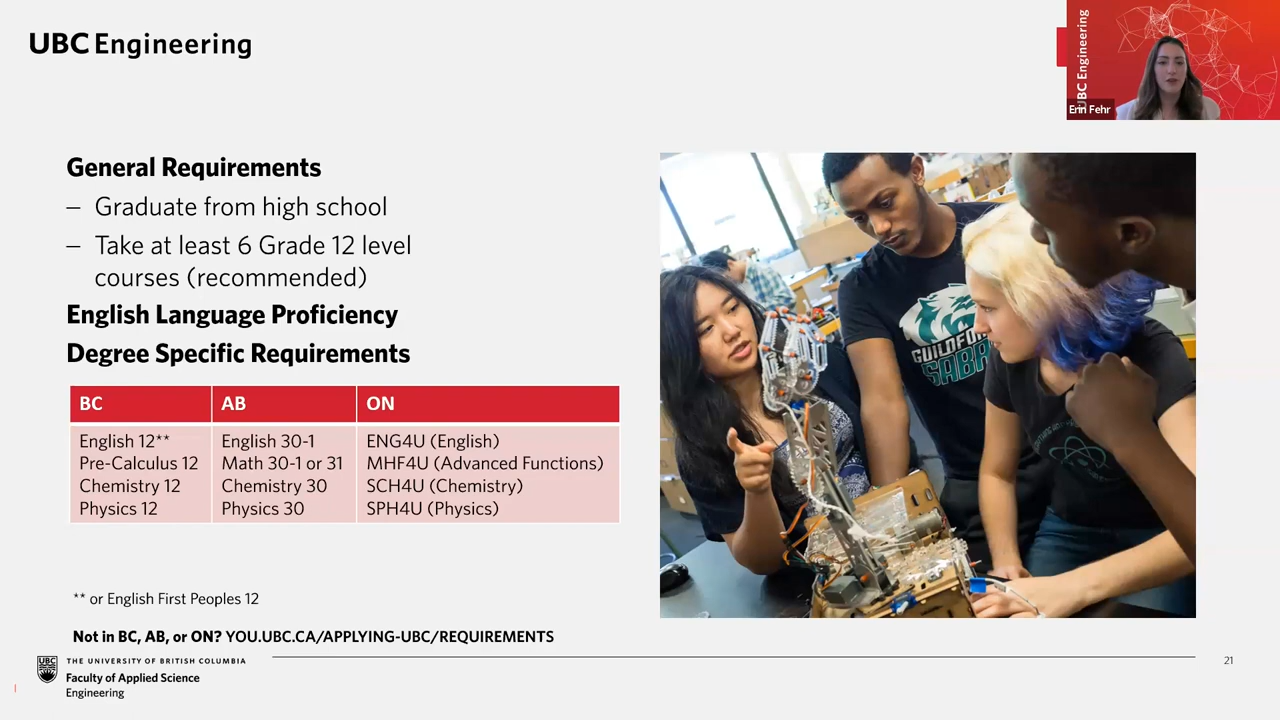 UBC Engineering
UBC Engineering
Erin Fehr
General Requirements
– Graduate from high school
– Take at least 6 Grade 12 level
courses (recommended)
English Language Proficiency
Degree Specific Requirements
BC AB ON
English 12** English 30-1 ENG4U (English)
Pre-Calculus 12 Math 30-1 or 31 MHF4U (Advanced Functions)
Chemistry 12 Chemistry 30 SCH4U (Chemistry)
Physics 12 Physics 30 SPH4U (Physics)
** or English First Peoples 12
Not in BC, AB, or ON? YOU.UBC.CA/APPLYING-UBC/REQUIREMENTS
UBC
THE UNIVERSITY OF BRITISH COLUMBIA
Faculty of Applied Science
Engineering
21